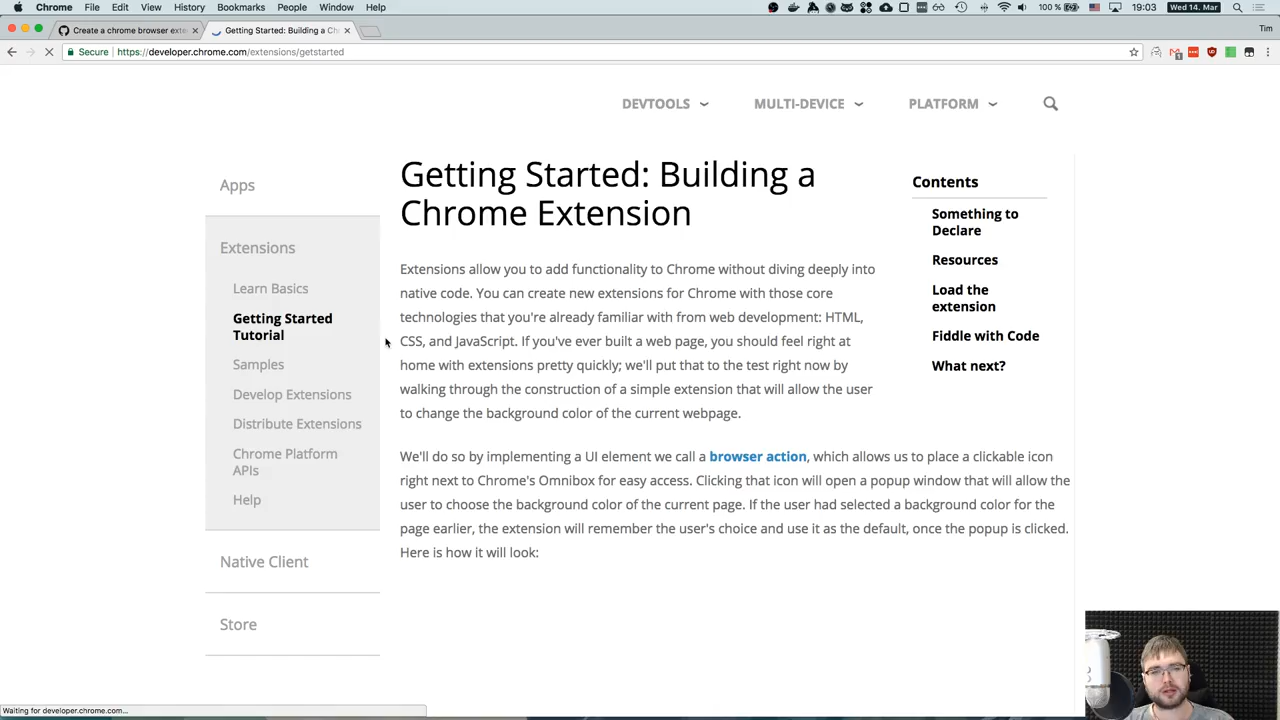 Chrome File Edit View History Bookmarks People Window Help 100 % 19:03 Wed 14. Mar
Create a chrome browser exte × Getting Started: Building a C × Tim
Secure https://developer.chrome.com/extensions/getstarted
DEVTOOLS MULTI-DEVICE PLATFORM
Apps
Extensions
Learn Basics
Getting Started
Tutorial
Samples
Develop Extensions
Distribute Extensions
Chrome Platform
APIs
Help
Native Client
Store
Getting Started: Building a
Chrome Extension
Extensions allow you to add functionality to Chrome without diving deeply into
native code. You can create new extensions for Chrome with those core
technologies that you're already familiar with from web development: HTML,
CSS, and JavaScript. If you've ever built a web page, you should feel right at
home with extensions pretty quickly; we'll put that to the test right now by
walking through the construction of a simple extension that will allow the user
to change the background color of the current webpage.
We'll do so by implementing a UI element we call a browser action, which allows us to place a clickable icon
right next to Chrome's Omnibox for easy access. Clicking that icon will open a popup window that will allow the
user to choose the background color of the current page. If the user had selected a background color for the
page earlier, the extension will remember the user's choice and use it as the default, once the popup is clicked.
Here is how it will look:
Contents
Something to
Declare
Resources
Load the
extension
Fiddle with Code
What next?
Waiting for developer.chrome.com...